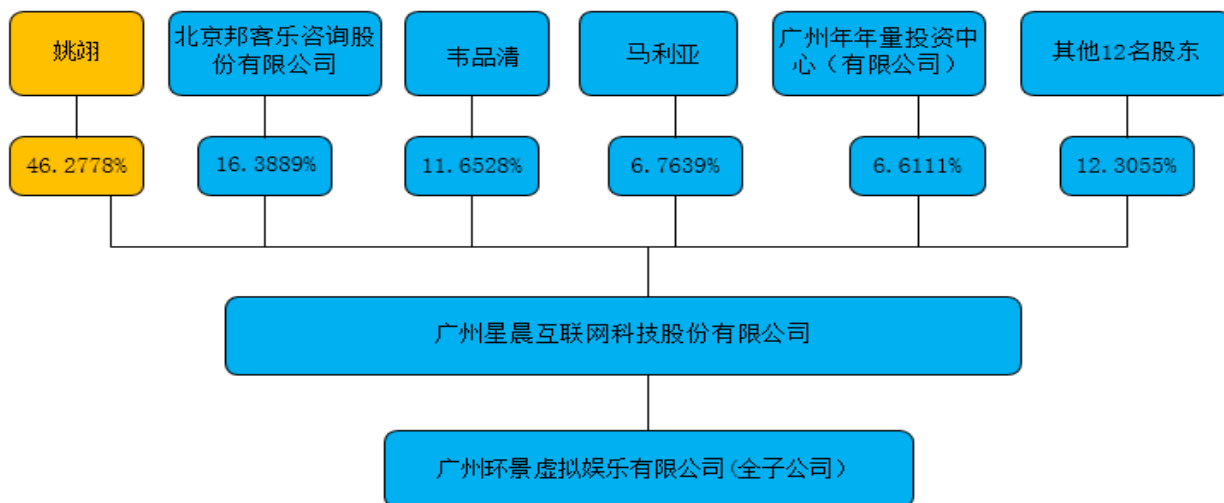 姚翊
北京邦客乐咨询股
份有限公司
韦品清
马利亚
广州年年量投资中
心（有限公司）
其他12名股东
46.2778%
16.3889%
11.6528%
6.7639%
6.6111%
12.3055%
广州星晨互联网科技股份有限公司
广州环景虚拟娱乐有限公司(全子公司）